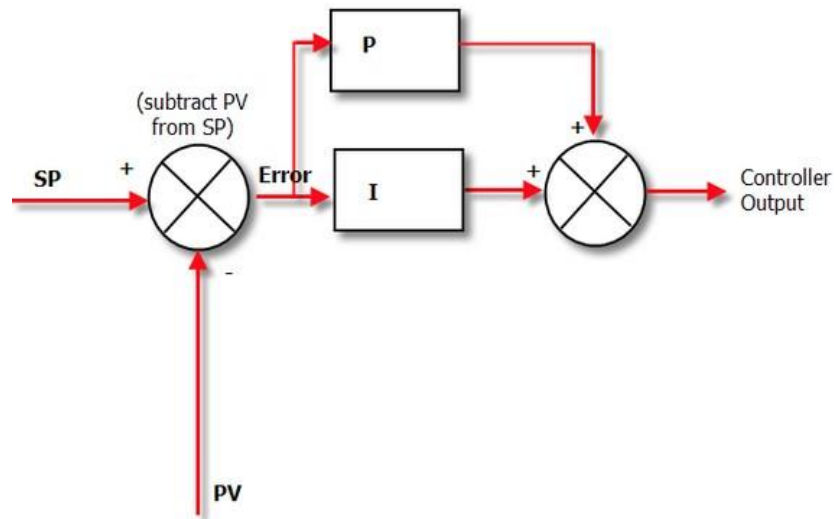 P
(subtract PV
from SP)
+
+
SP
Error
+
I
Controller
Output
-
PV